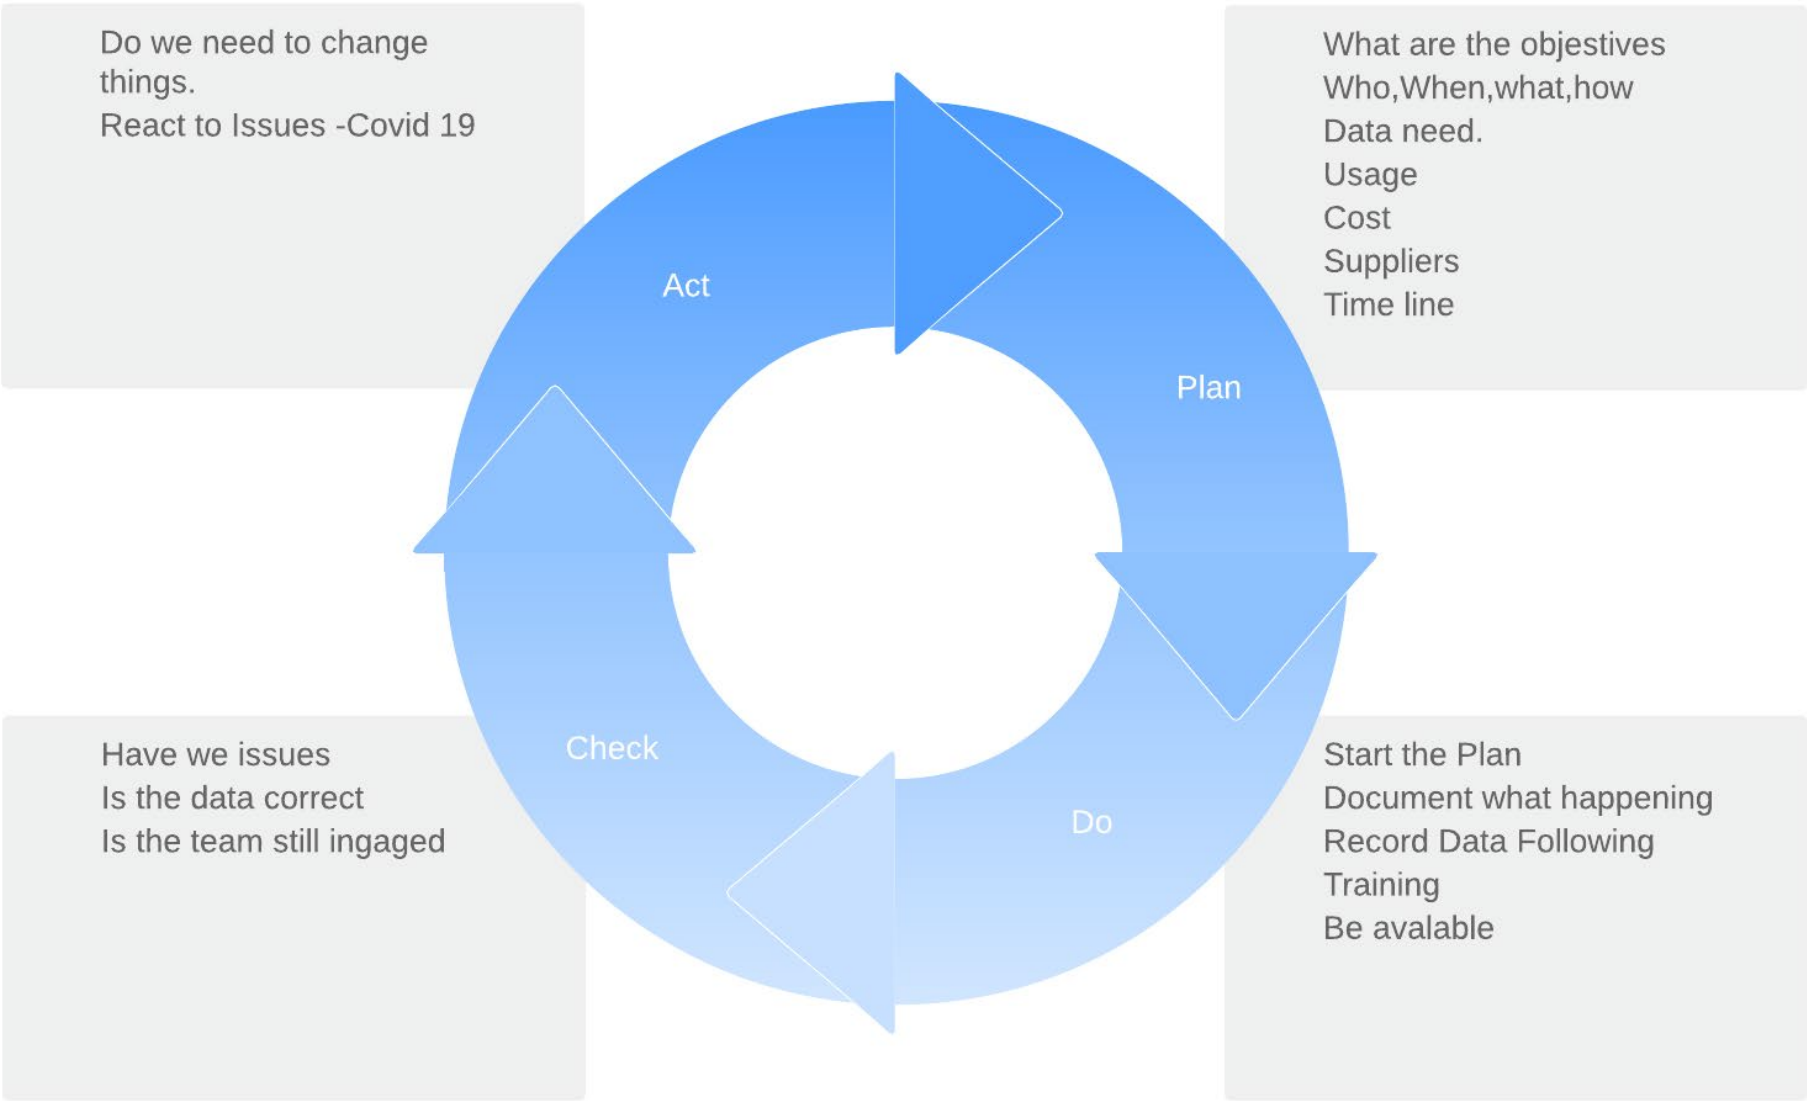 Do we need to change
things.
React to Issues -Covid 19
What are the objestives
Who,When,what,how
Data need.
Usage
Cost
Suppliers
Time line
Act
Plan
Check
Do
Have we issues
Is the data correct
Is the team still ingaged
Start the Plan
Document what happening
Record Data Following
Training
Be avalable